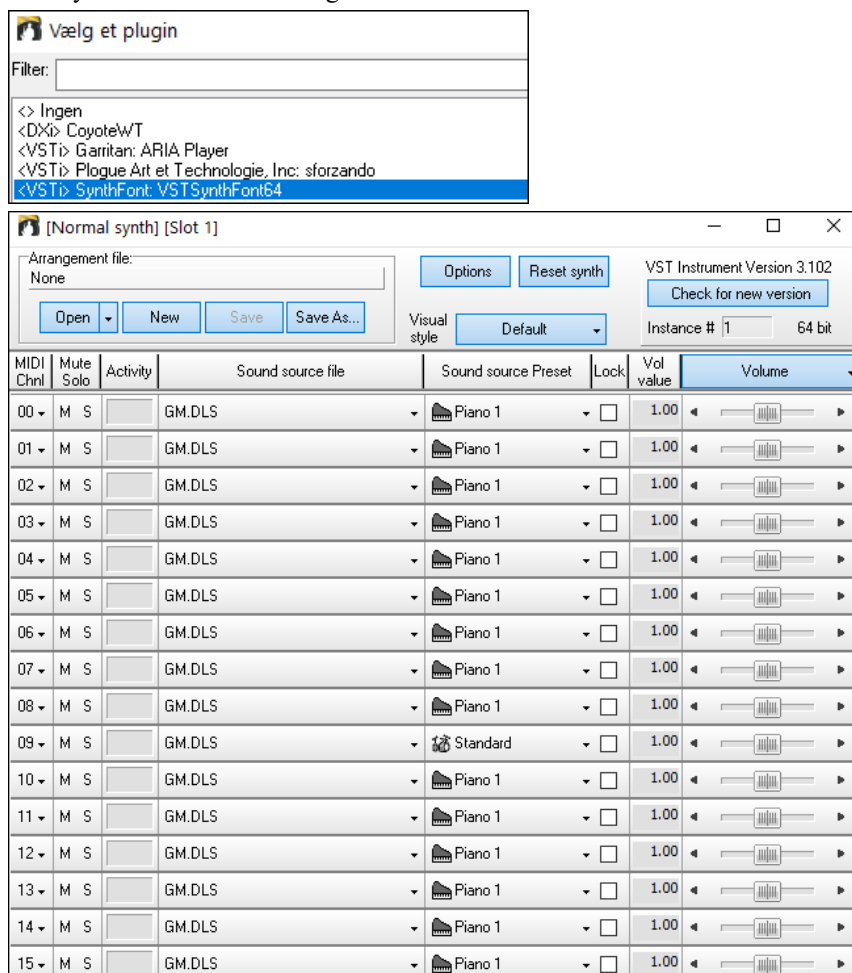 Vælg et plugin
Filter:
<> Ingen
<DXi> CoyoteWT
<VSTi> Garritan: ARIA Player
<VSTi> Plogue Art et Technologie, Inc: sforzando
<VSTi> SynthFont: VSTSynthFont64
[Normal synth] [Slot 1]
Arrangement file:
None
Options Reset synth VST Instrument Version 3.102
Check for new version
Open New Save Save As... Visual style Default Instance # 1 64 bit
MIDI Chnl Mute Solo Activity Sound source file Sound source Preset Lock Vol value Volume
00 M S GM.DLS Piano 1 1.00
01 M S GM.DLS Piano 1 1.00
02 M S GM.DLS Piano 1 1.00
03 M S GM.DLS Piano 1 1.00
04 M S GM.DLS Piano 1 1.00
05 M S GM.DLS Piano 1 1.00
06 M S GM.DLS Piano 1 1.00
07 M S GM.DLS Piano 1 1.00
08 M S GM.DLS Piano 1 1.00
09 M S GM.DLS Standard 1.00
10 M S GM.DLS Piano 1 1.00
11 M S GM.DLS Piano 1 1.00
12 M S GM.DLS Piano 1 1.00
13 M S GM.DLS Piano 1 1.00
14 M S GM.DLS Piano 1 1.00
15 M S GM.DLS Piano 1 1.00